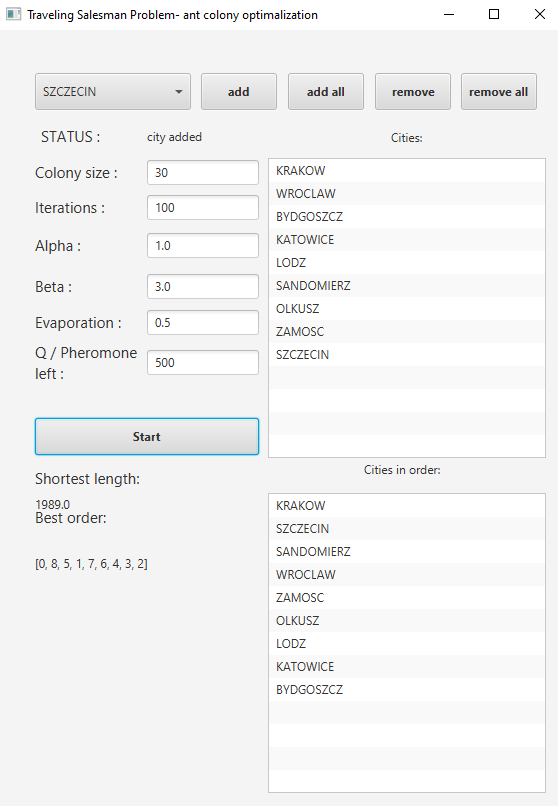 Traveling Salesman Problem- ant colony optimalization
SZCZECIN
add
add all
remove
remove all
STATUS :
city added
Cities:
Colony size :
30
Iterations :
100
Alpha :
1.0
Beta :
3.0
Evaporation :
0.5
Q / Pheromone
left :
500
KRAKOW
WROCLAW
BYDGOSZCZ
KATOWICE
LODZ
SANDOMIERZ
OLKUSZ
ZAMOSC
SZCZECIN
Start
Shortest length:
1989.0
Best order:
[0, 8, 5, 1, 7, 6, 4, 3, 2]
Cities in order:
KRAKOW
SZCZECIN
SANDOMIERZ
WROCLAW
ZAMOSC
OLKUSZ
LODZ
KATOWICE
BYDGOSZCZ